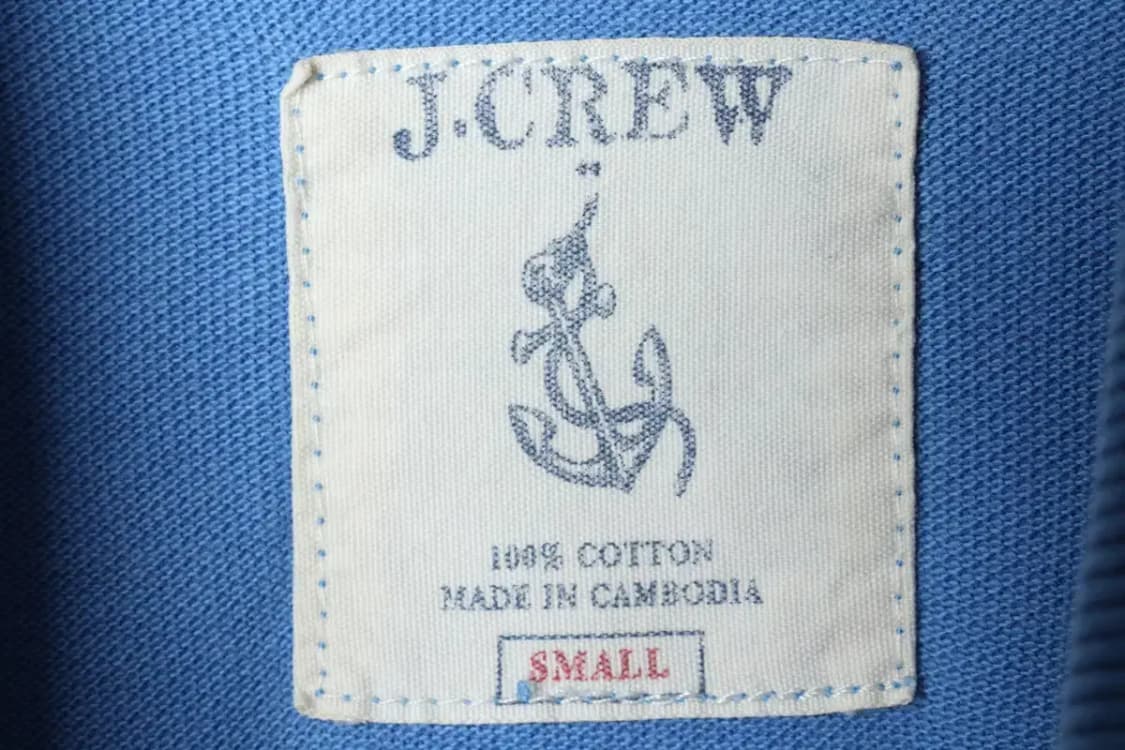 J.CREW
100% COTTON
MADE IN CAMBODIA
SMALL